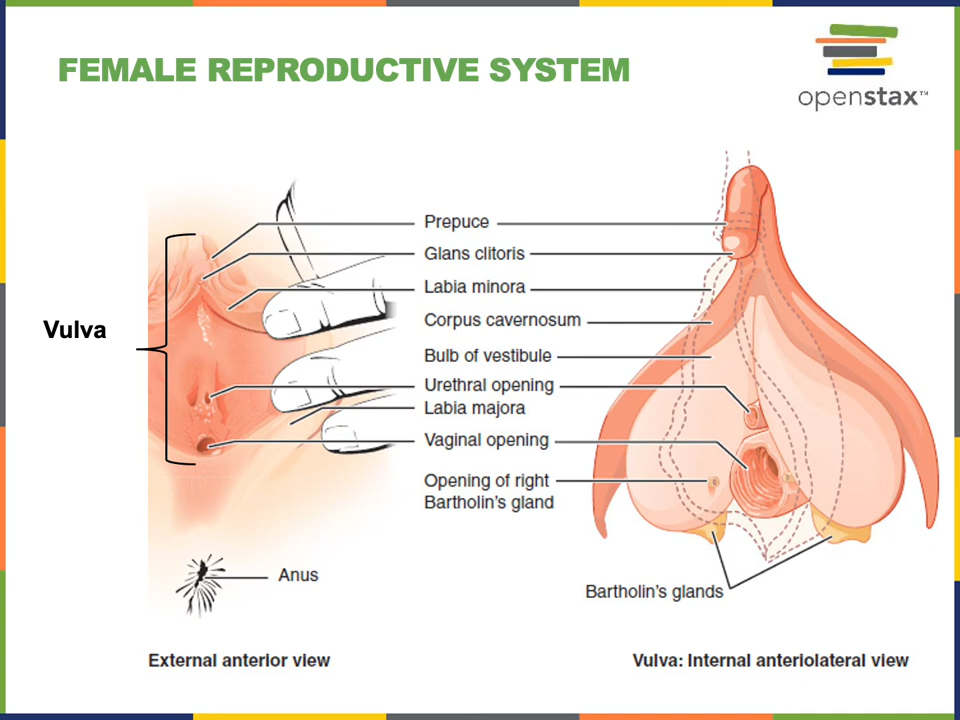 FEMALE REPRODUCTIVE SYSTEM
openstax™
Vulva
Prepuce
Glans clitoris
Labia minora
Corpus cavernosum
Bulb of vestibule
Urethral opening
Labia majora
Vaginal opening
Opening of right
Bartholin's gland
Anus
Bartholin's glands
External anterior view
Vulva: Internal anteriolateral view